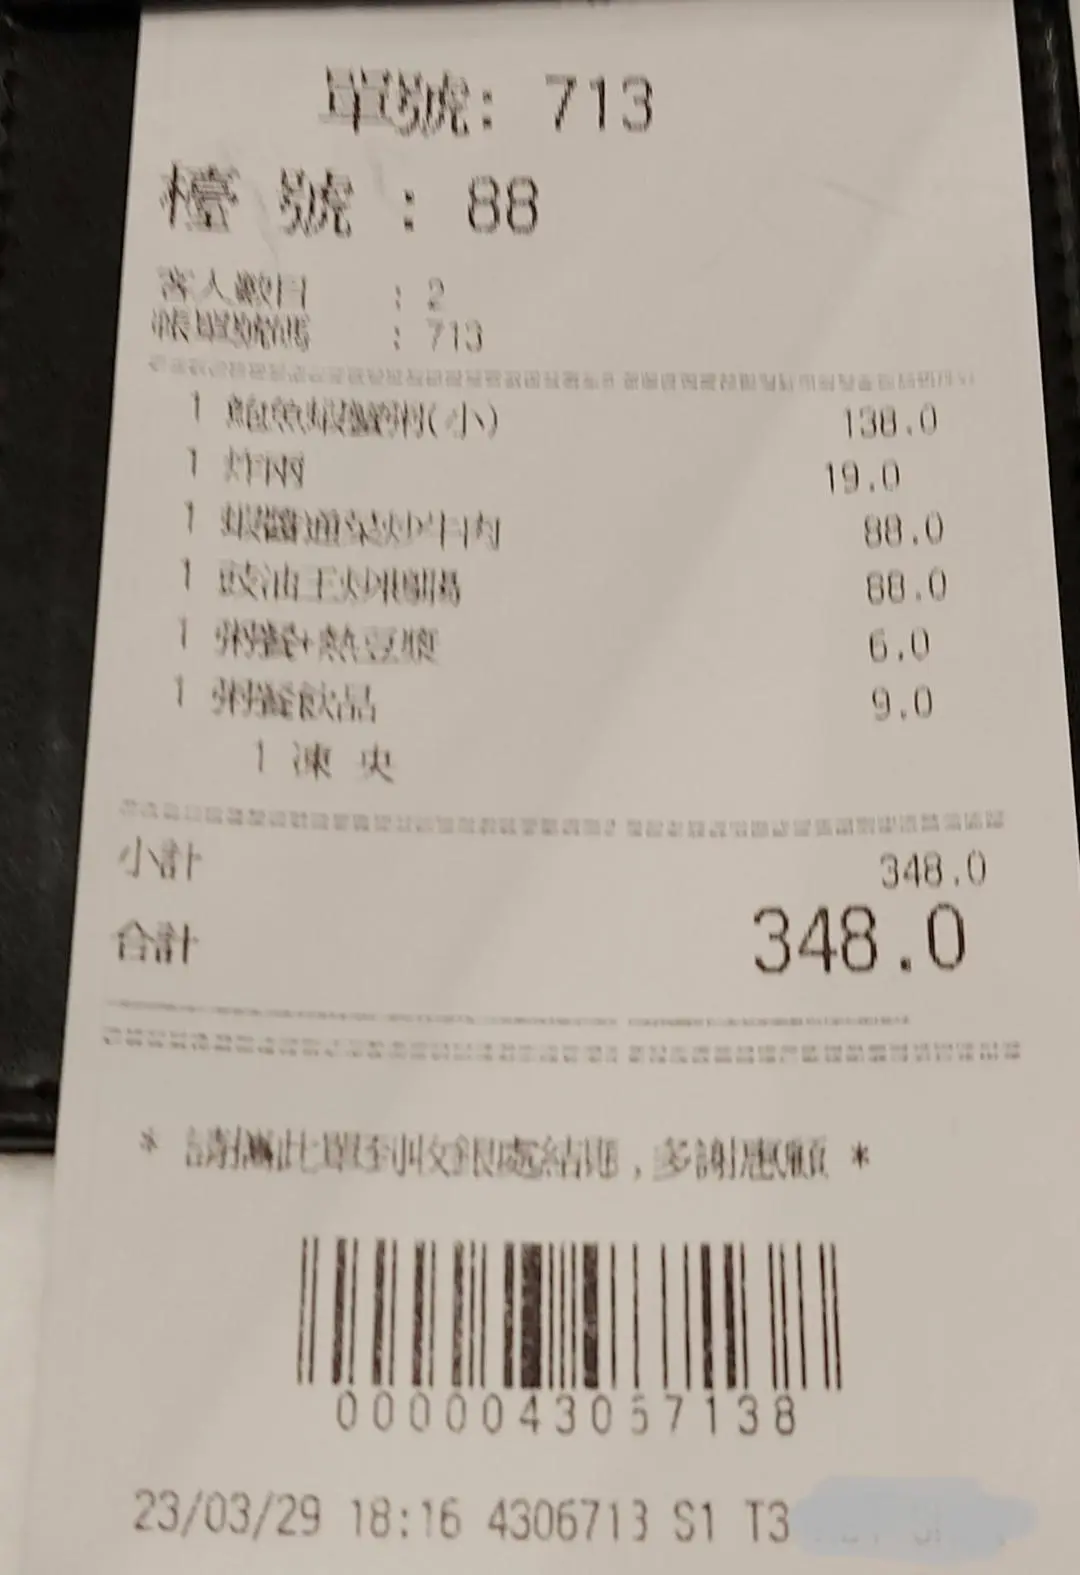 單號: 713
檯 號 : 88
客人數目 : 2
帳單號碼 : 713
1 鮑魚蝦蟹粥(小) 138.0
1 炸兩 19.0
1 蝦醬通菜炒牛肉 88.0
1 豉油王炒腸 88.0
1 粥餐+熱豆漿 6.0
1 粥餐飲品 9.0
1 凍 央
小計 348.0
合計 348.0
* 請攜此單到收銀處結賬，多謝惠顧 *
0000043057138
23/03/29 18:16 4306713 S1 T3